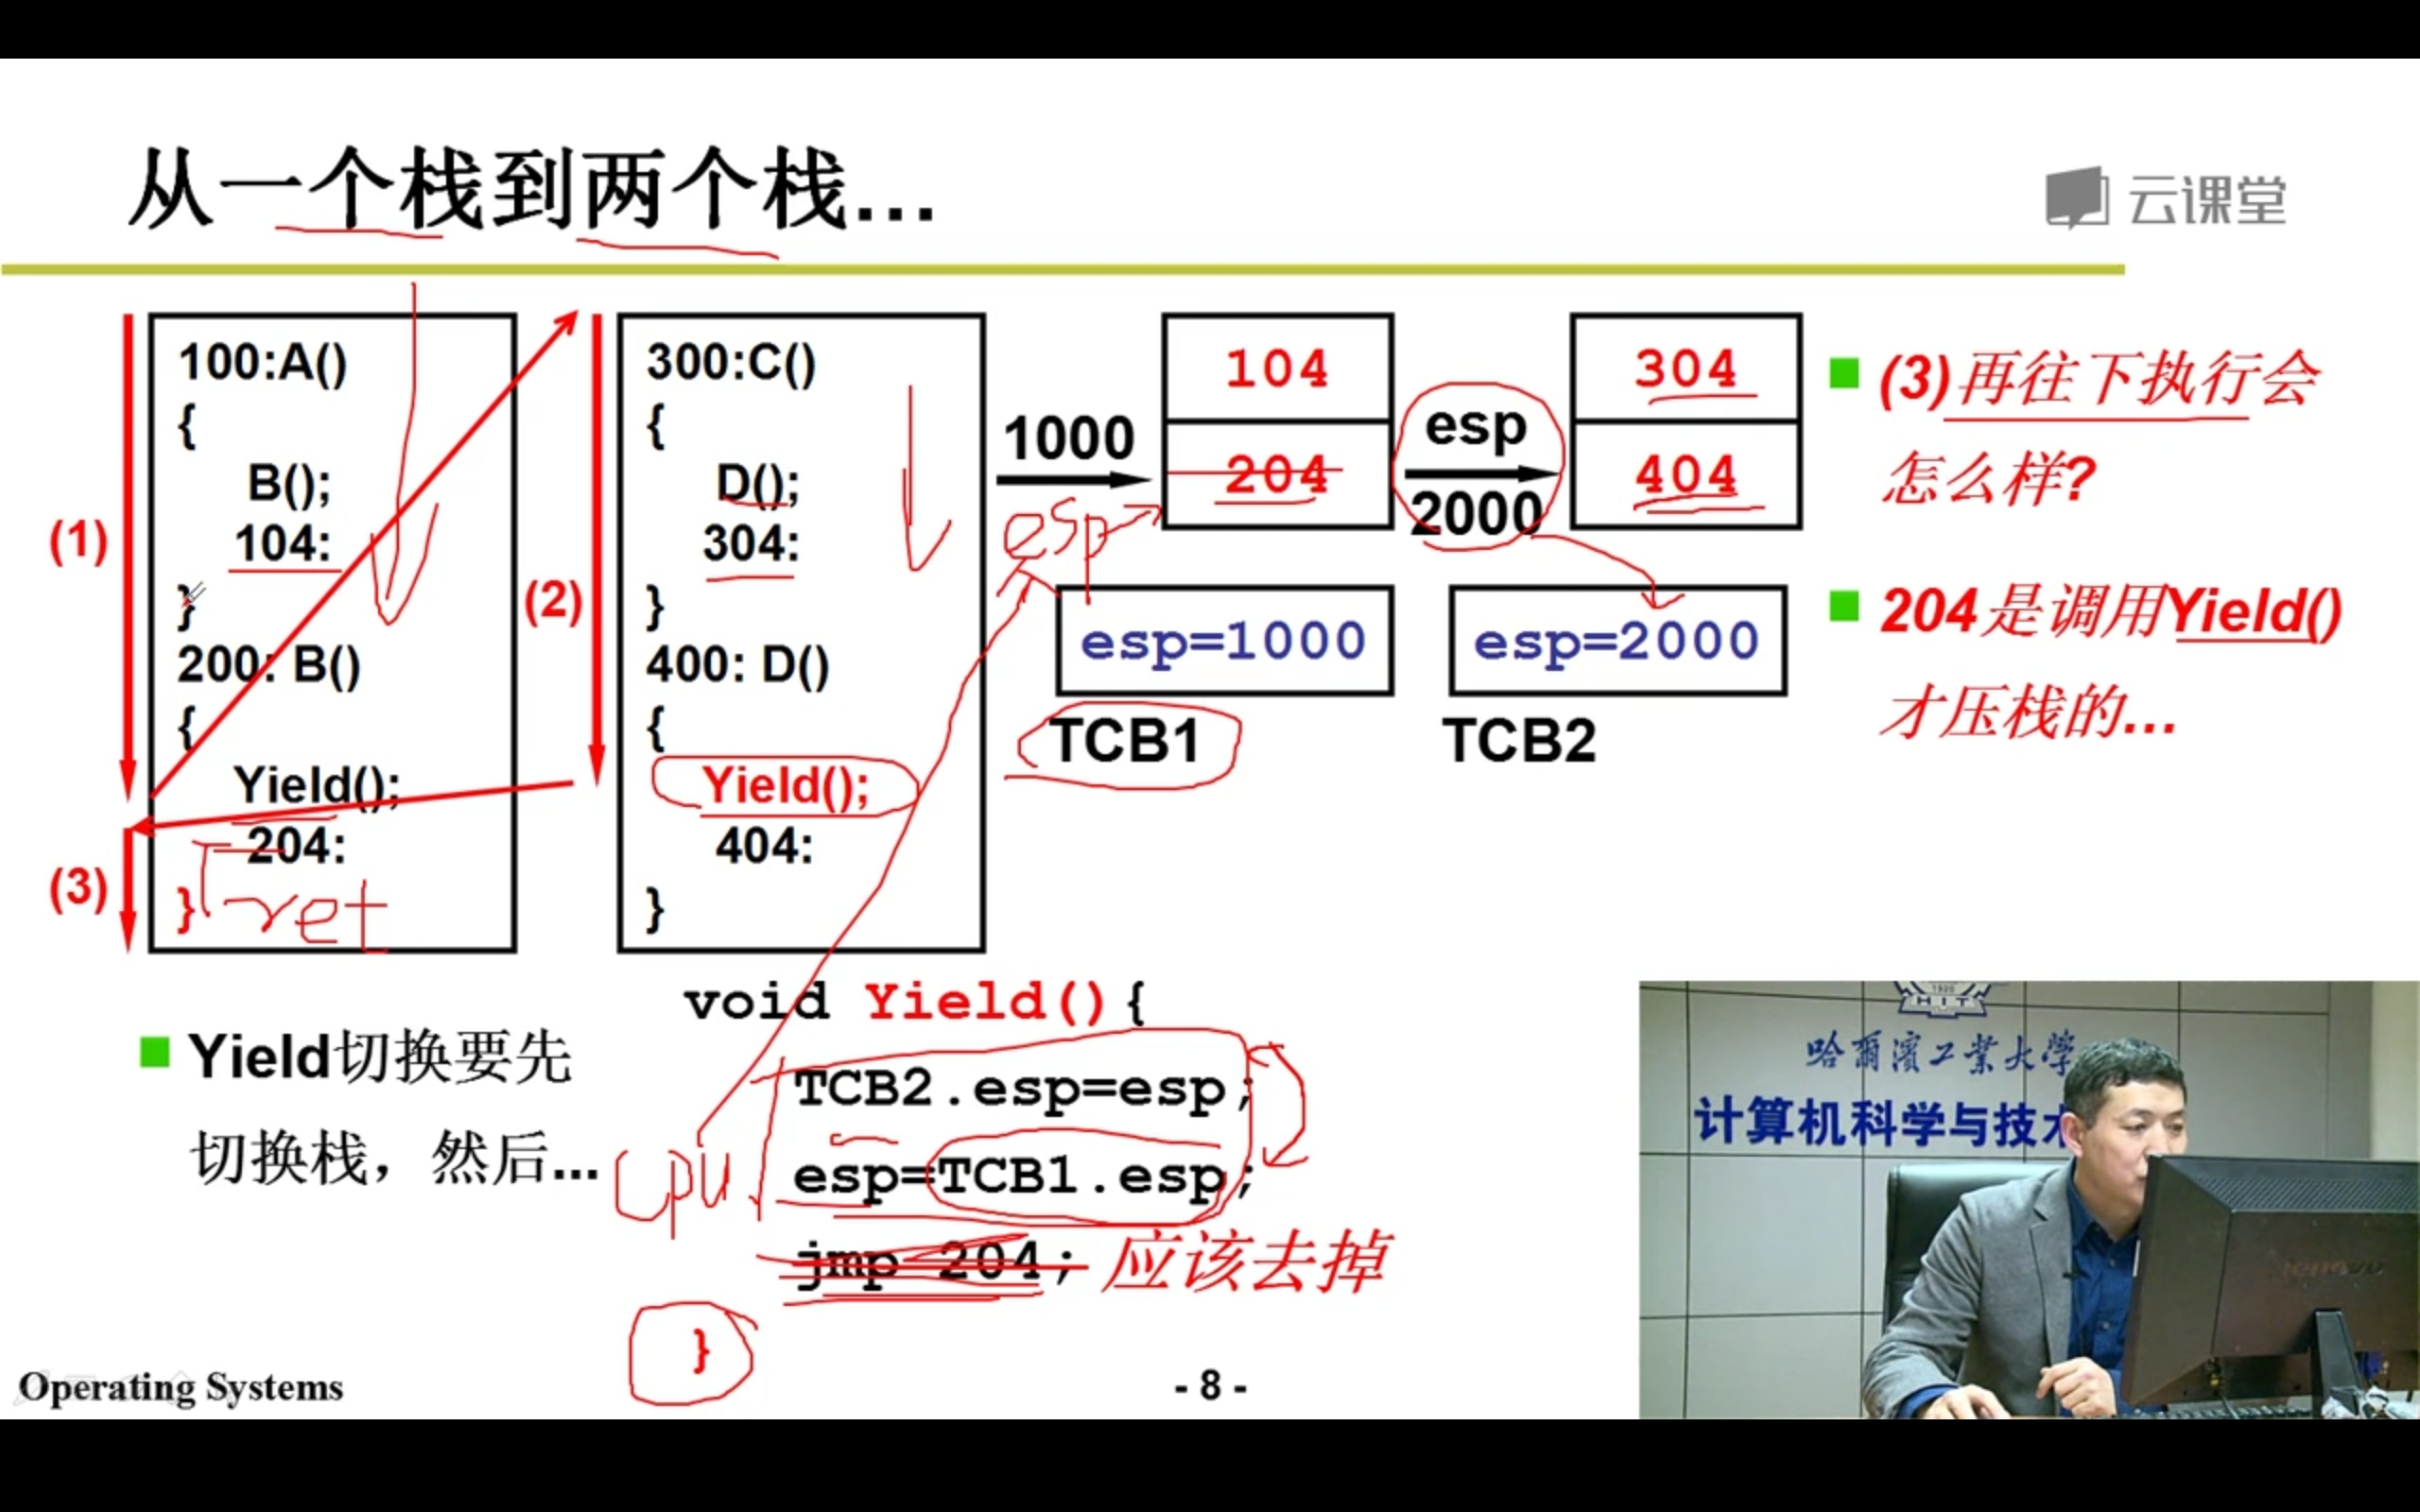 从一个栈到两个栈...
云课堂
100:A()
{
B();
104:
}
200: B()
{
Yield();
204:
}
ret
(1)
(2)
(3)
300:C()
{
D();
304:
}
400: D()
{
Yield();
404:
}
1000
esp
104
204
esp
2000
304
404
esp=1000
TCB1
esp=2000
TCB2
(3)再往下执行会
怎么样?
204是调用Yield()
才压栈的...
Yield切换要先
切换栈，然后...
cpu
void Yield(){
TCB2.esp=esp;
esp=TCB1.esp;
jmp 204; 应该去掉
}
1920
HIT
哈爾濱工業大學
计算机科学与技术
Operating Systems
- 8 -